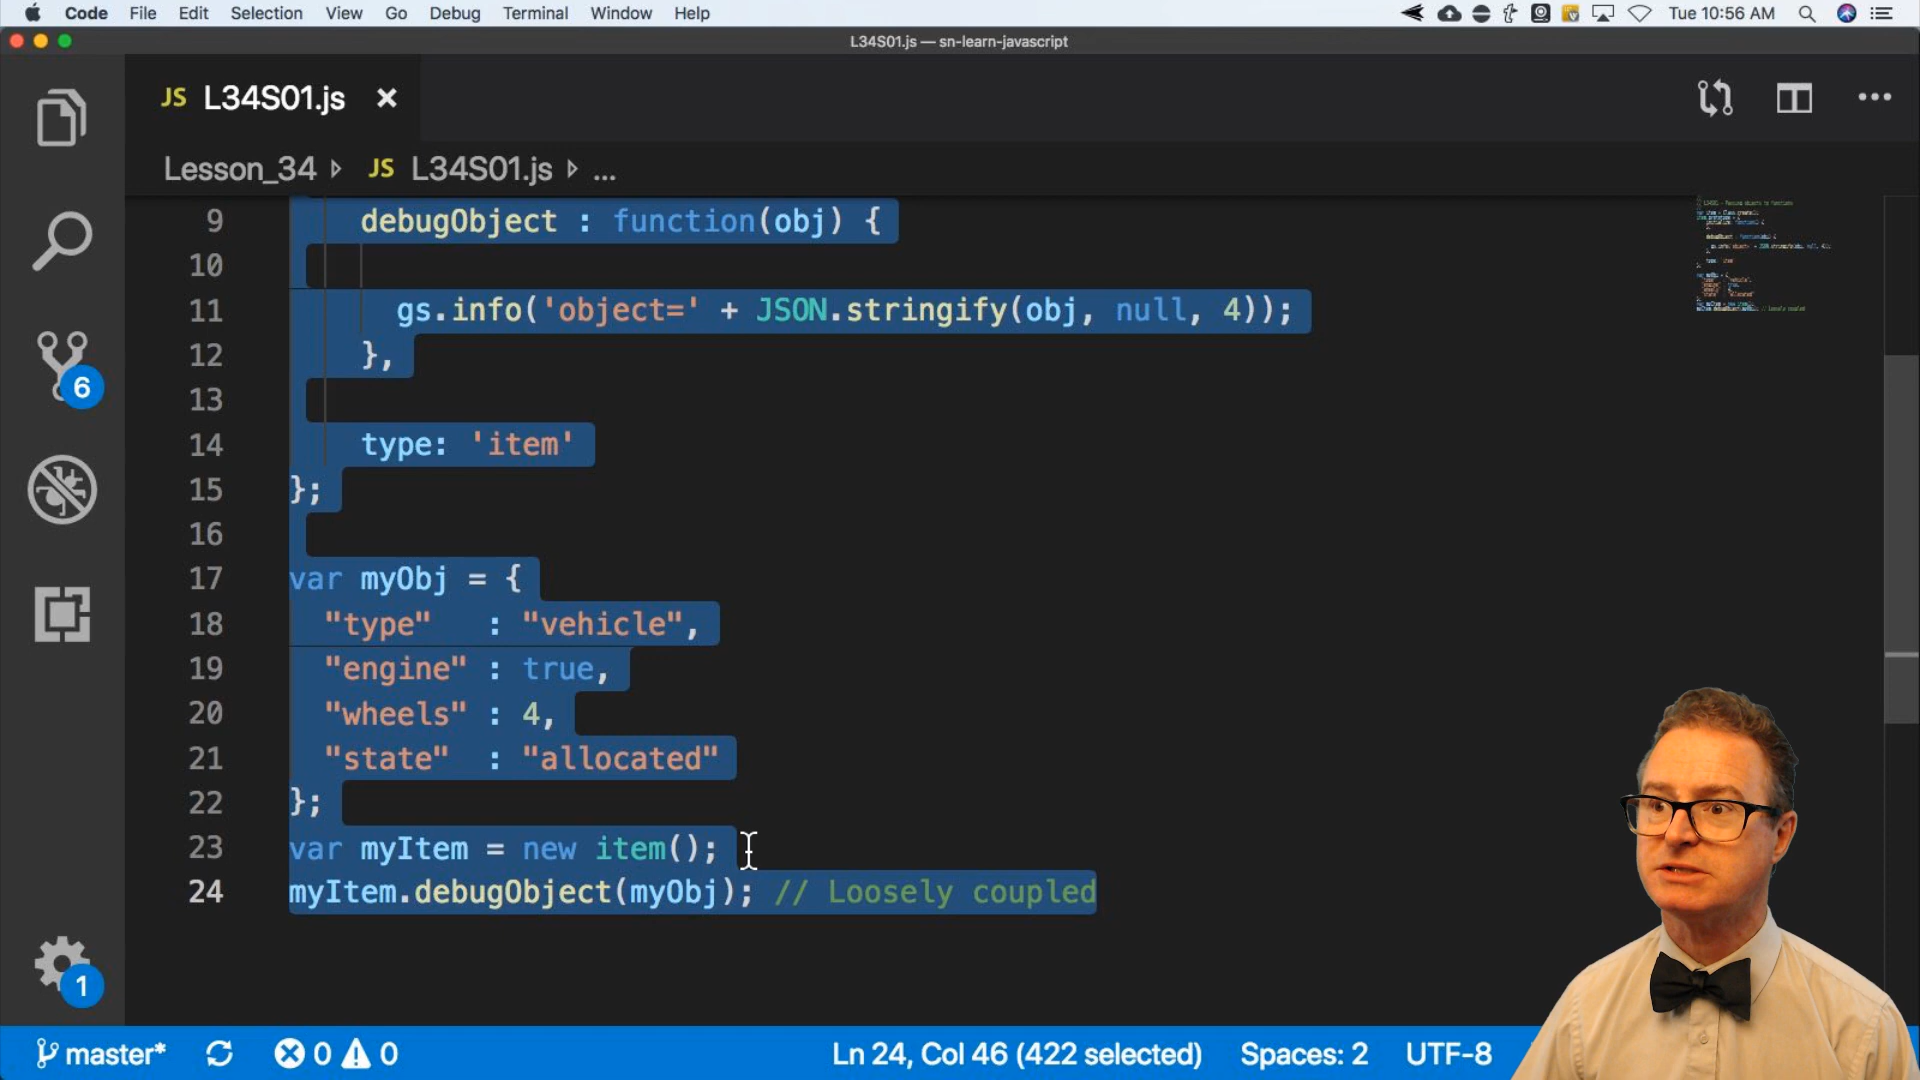 Code File Edit Selection View Go Debug Terminal Window Help Tue 10:56 AM
L34S01.js — sn-learn-javascript
JS L34S01.js
Lesson_34 JS L34S01.js ...
9 debugObject : function(obj) {
10
11 gs.info('object=' + JSON.stringify(obj, null, 4));
12 },
13
14 type: 'item'
15 };
16
17 var myObj = {
18 "type" : "vehicle",
19 "engine" : true,
20 "wheels" : 4,
21 "state" : "allocated"
22 };
23 var myItem = new item();
24 myItem.debugObject(myObj); // Loosely coupled
6
1
master* 0 0 Ln 24, Col 46 (422 selected) Spaces: 2 UTF-8